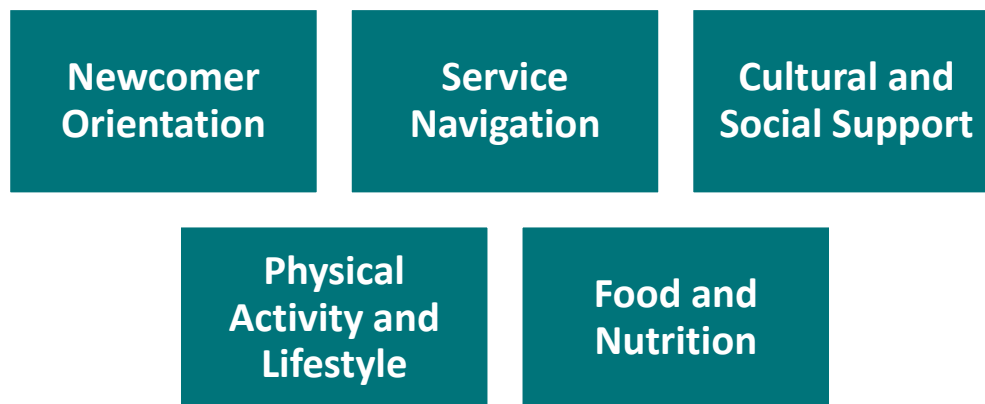 Newcomer
Orientation
Service
Navigation
Cultural and
Social Support
Physical
Activity and
Lifestyle
Food and
Nutrition